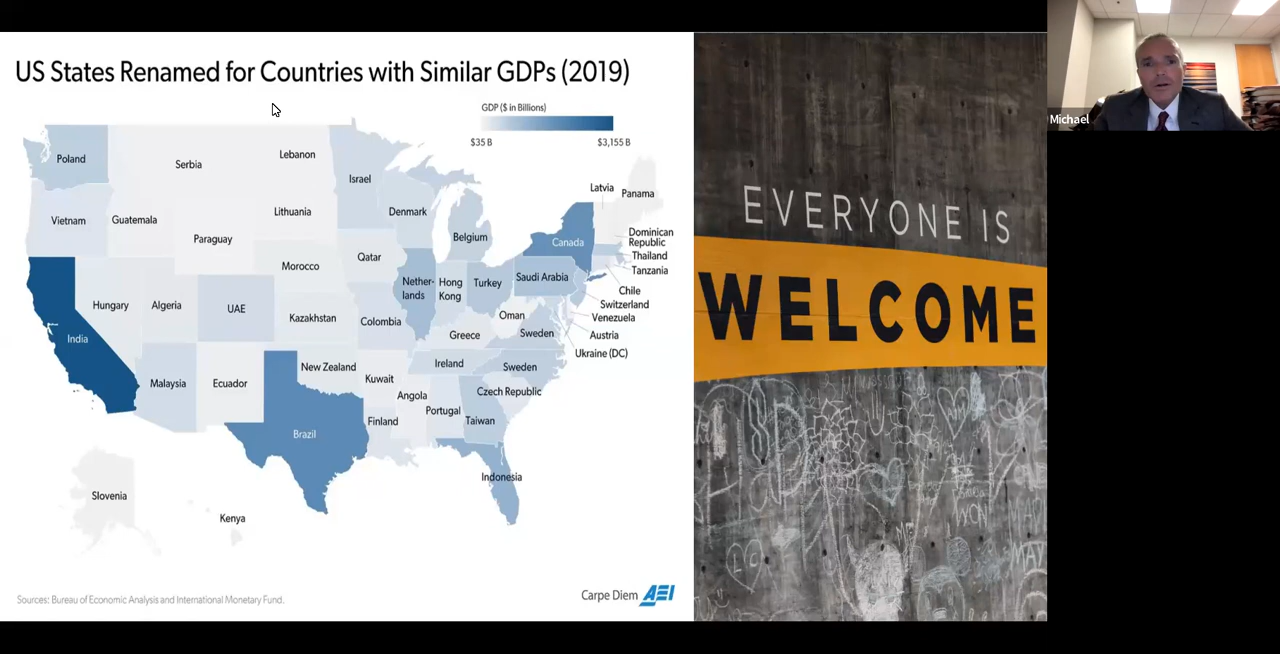 US States Renamed for Countries with Similar GDPs (2019)
GDP ($ in Billions)
$35 B
$3,155 B
Poland
Serbia
Lebanon
Israel
Latvia
Panama
Vietnam
Guatemala
Lithuania
Denmark
Belgium
Canada
Dominican
Republic
Paraguay
Thailand
Qatar
Morocco
Tanzania
Nether-
lands
Hong
Kong
Turkey
Saudi Arabia
Chile
Hungary
Algeria
UAE
Switzerland
Kazakhstan
Colombia
Oman
Venezuela
India
Greece
Sweden
Austria
Ukraine (DC)
Ireland
Sweden
New Zealand
Malaysia
Ecuador
Kuwait
Angola
Czech Republic
Portugal
Finland
Taiwan
Brazil
Indonesia
Slovenia
Kenya
Sources: Bureau of Economic Analysis and International Monetary Fund.
Carpe Diem AEI
EVERYONE IS
WELCOME
Michael